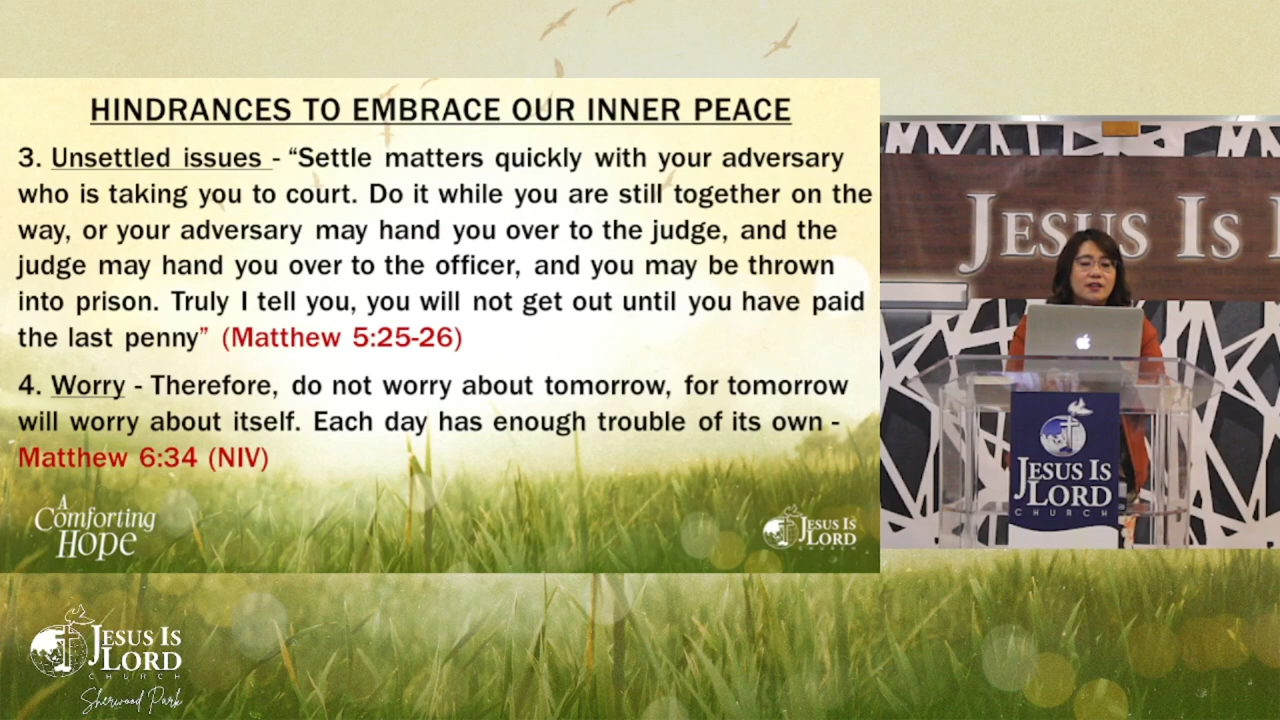 HINDRANCES TO EMBRACE OUR INNER PEACE
3. Unsettled issues - “Settle matters quickly with your adversary
who is taking you to court. Do it while you are still together on the
way, or your adversary may hand you over to the judge, and the
judge may hand you over to the officer, and you may be thrown
into prison. Truly I tell you, you will not get out until you have paid
the last penny” (Matthew 5:25-26)
4. Worry - Therefore, do not worry about tomorrow, for tomorrow
will worry about itself. Each day has enough trouble of its own -
Matthew 6:34 (NIV)
A
Comforting
Hope
JESUS IS
LORD
CHURCH
JESUS IS L
JESUS IS
LORD
CHURCH
JESUS IS
LORD
CHURCH
Sherwood Park